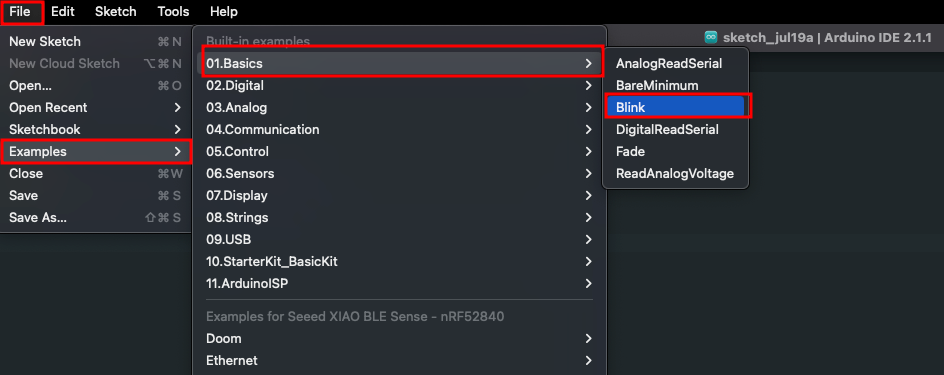 File Edit Sketch Tools Help
sketch_jul19a | Arduino IDE 2.1.1
New Sketch ⌘ N
New Cloud Sketch ⌥⌘ N
Open... ⌘ O
Open Recent
Sketchbook
Examples
Close ⌘W
Save ⌘ S
Save As... ⇧⌘ S
Built-in examples
01.Basics
02.Digital
03.Analog
04.Communication
05.Control
06.Sensors
07.Display
08.Strings
09.USB
10.StarterKit_BasicKit
11.ArduinoISP
Examples for Seeed XIAO BLE Sense - nRF52840
Doom
Ethernet
AnalogReadSerial
BareMinimum
Blink
DigitalReadSerial
Fade
ReadAnalogVoltage